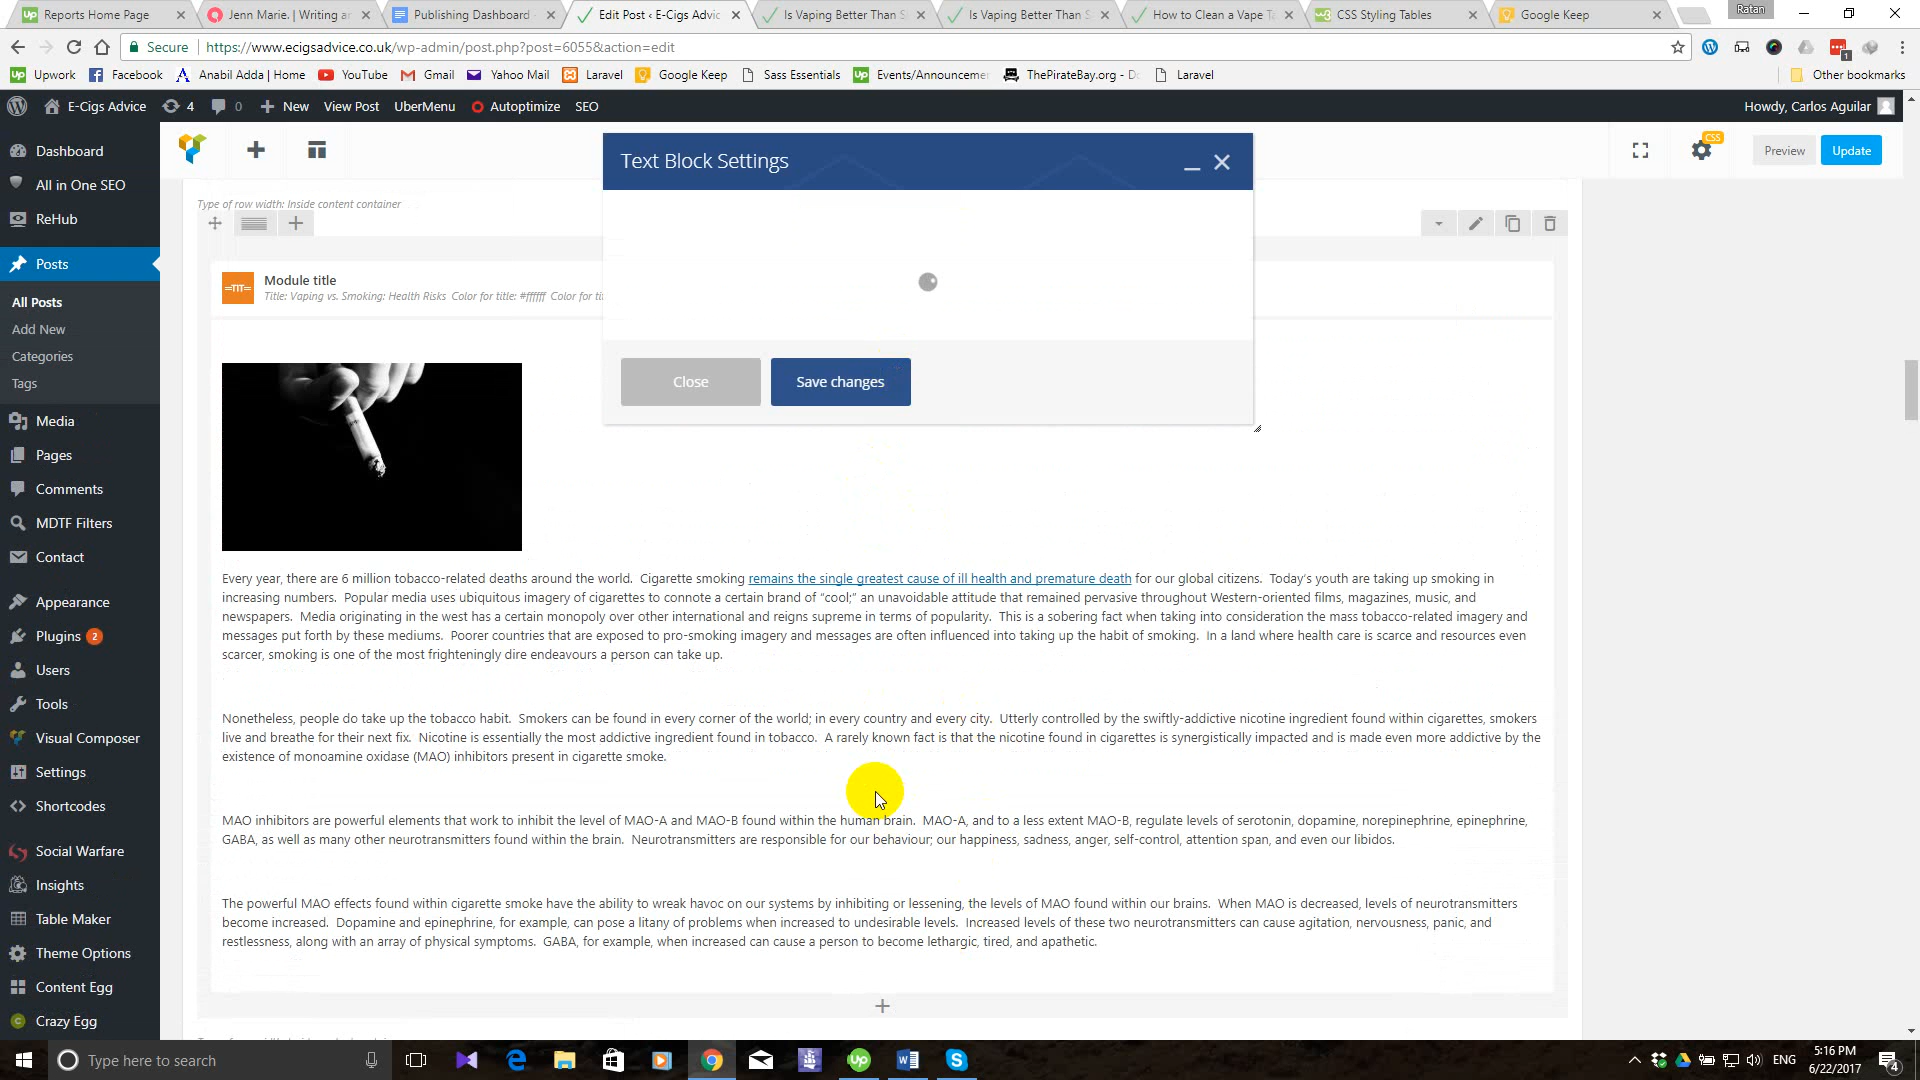 Reports Home Page
Jenn Marie. | Writing a
Publishing Dashboard
Edit Post ‹ E-Cigs Advic
Is Vaping Better Than S
Is Vaping Better Than S
How to Clean a Vape Ta
CSS Styling Tables
Google Keep
Ratan
Secure
https://www.ecigsadvice.co.uk/wp-admin/post.php?post=6055&action=edit
Upwork
Facebook
Anabil Adda | Home
YouTube
Gmail
Yahoo Mail
Laravel
Google Keep
Sass Essentials
Events/Announcemen
ThePirateBay.org - Do
Laravel
Other bookmarks
E-Cigs Advice
4
0
New
View Post
UberMenu
Autoptimize
SEO
Howdy, Carlos Aguilar
Dashboard
All in One SEO
ReHub
Posts
All Posts
Add New
Categories
Tags
Media
Pages
Comments
MDTF Filters
Contact
Appearance
Plugins 2
Users
Tools
Visual Composer
Settings
Shortcodes
Social Warfare
Insights
Table Maker
Theme Options
Content Egg
Crazy Egg
CSS
Preview
Update
Text Block Settings
Close
Save changes
Type of row width: Inside content container
Module title
Title: Vaping vs. Smoking: Health Risks Color for title: #ffffff Color for tit
Every year, there are 6 million tobacco-related deaths around the world. Cigarette smoking remains the single greatest cause of ill health and premature death for our global citizens. Today's youth are taking up smoking in
increasing numbers. Popular media uses ubiquitous imagery of cigarettes to connote a certain brand of “cool;” an unavoidable attitude that remained pervasive throughout Western-oriented films, magazines, music, and
newspapers. Media originating in the west has a certain monopoly over other international and reigns supreme in terms of popularity. This is a sobering fact when taking into consideration the mass tobacco-related imagery and
messages put forth by these mediums. Poorer countries that are exposed to pro-smoking imagery and messages are often influenced into taking up the habit of smoking. In a land where health care is scarce and resources even
scarcer, smoking is one of the most frighteningly dire endeavours a person can take up.
Nonetheless, people do take up the tobacco habit. Smokers can be found in every corner of the world; in every country and every city. Utterly controlled by the swiftly-addictive nicotine ingredient found within cigarettes, smokers
live and breathe for their next fix. Nicotine is essentially the most addictive ingredient found in tobacco. A rarely known fact is that the nicotine found in cigarettes is synergistically impacted and is made even more addictive by the
existence of monoamine oxidase (MAO) inhibitors present in cigarette smoke.
MAO inhibitors are powerful elements that work to inhibit the level of MAO-A and MAO-B found within the human brain. MAO-A, and to a less extent MAO-B, regulate levels of serotonin, dopamine, norepinephrine, epinephrine,
GABA, as well as many other neurotransmitters found within the brain. Neurotransmitters are responsible for our behaviour; our happiness, sadness, anger, self-control, attention span, and even our libidos.
The powerful MAO effects found within cigarette smoke have the ability to wreak havoc on our systems by inhibiting or lessening, the levels of MAO found within our brains. When MAO is decreased, levels of neurotransmitters
become increased. Dopamine and epinephrine, for example, can pose a litany of problems when increased to undesirable levels. Increased levels of these two neurotransmitters can cause agitation, nervousness, panic, and
restlessness, along with an array of physical symptoms. GABA, for example, when increased can cause a person to become lethargic, tired, and apathetic.
Type here to search
ENG
5:16 PM
6/22/2017
4